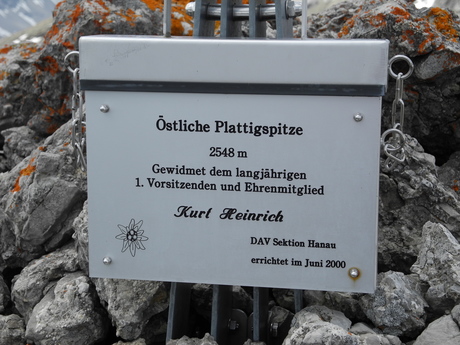 Östliche Plattigspitze
2548 m
Gewidmet dem langjährigen
1. Vorsitzenden und Ehrenmitglied
Kurt Heinrich
DAV Sektion Hanau
errichtet im Juni 2000